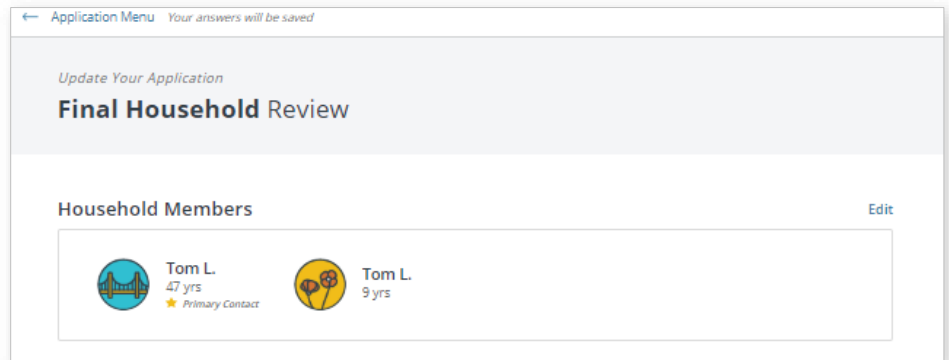 ← Application Menu Your answers will be saved
Update Your Application
Final Household Review
Household Members Edit
Tom L.
47 yrs
★ Primary Contact
Tom L.
9 yrs